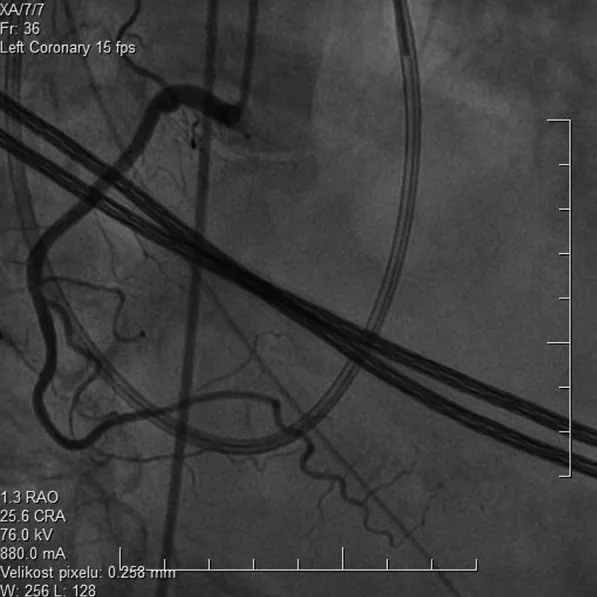 XA/7/7
Fr: 36
Left Coronary 15 fps
1.3 RAO
25.6 CRA
76.0 kV
880.0 mA
Velikost pixelu: 0.258 mm
W: 256 L: 128